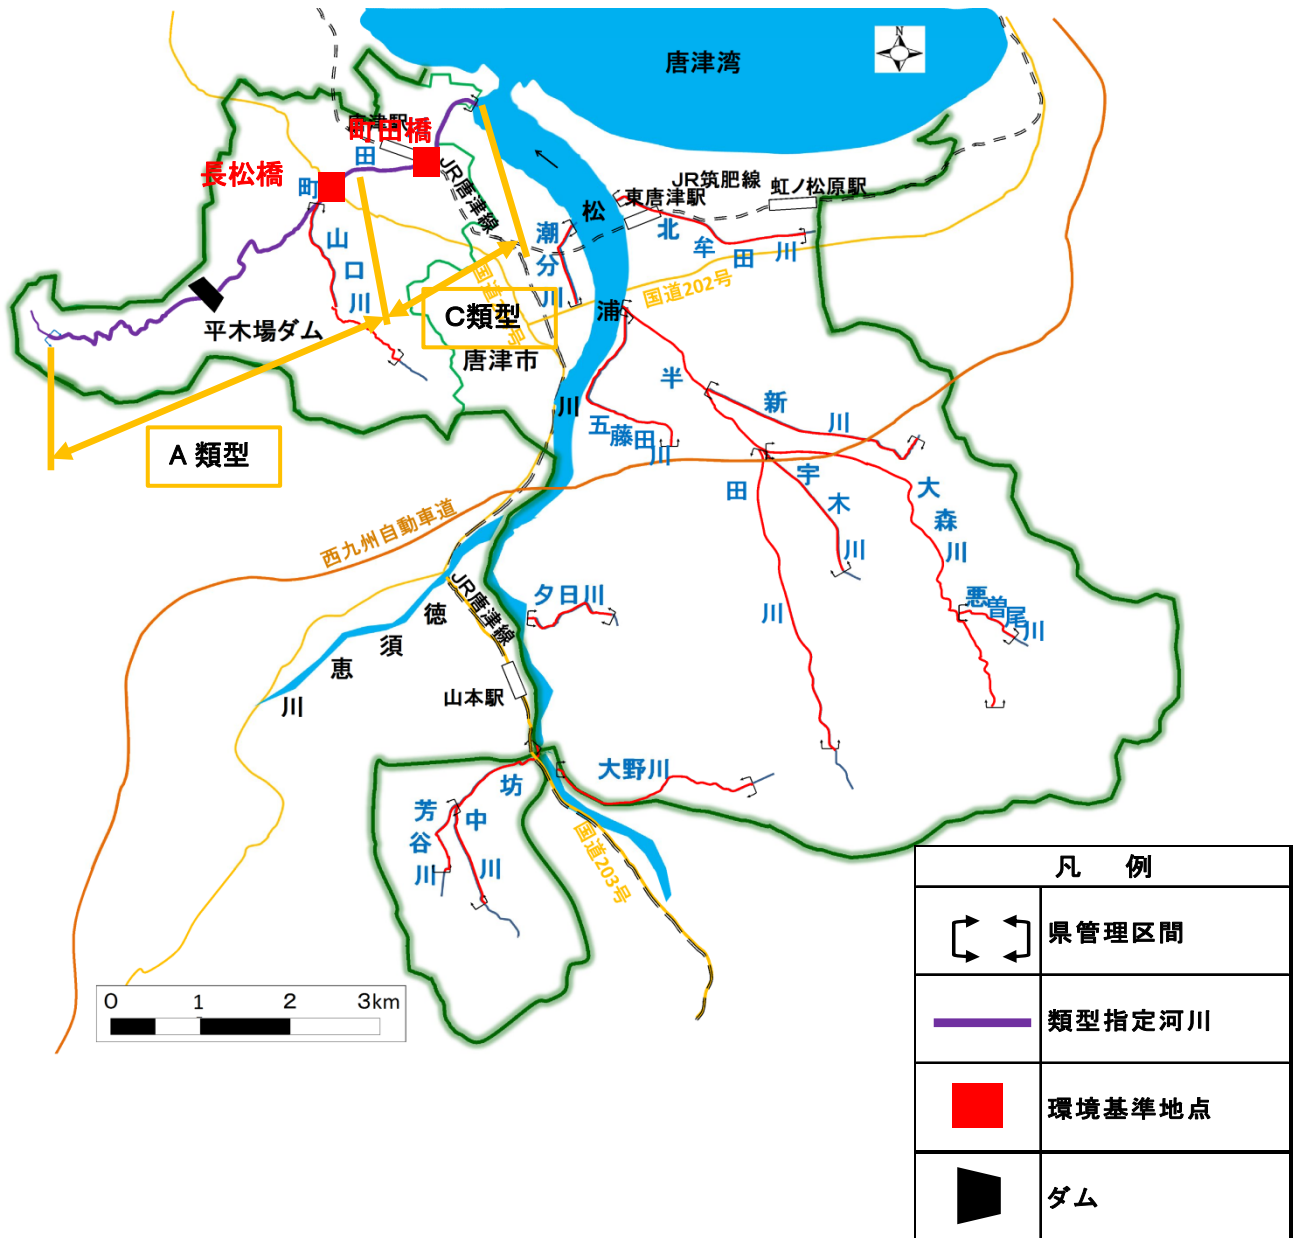 唐津湾
N
唐津駅
町田橋
長松橋
町
田
JR唐津線
JR筑肥線
虹ノ松原駅
東唐津駅
松
浦
川
北
牟
田
川
潮
分
川
山
口
川
国道202号
平木場ダム
C類型
唐津市
A 類型
半
田
川
新
川
五
藤
田
川
宇
木
川
大
森
川
悪
曽
尾
川
西九州自動車道
夕日川
JR唐津線
徳
須
恵
川
山本駅
大野川
坊
中
川
芳
谷
川
国道203号
0 1 2 3km
凡 例
県管理区間
類型指定河川
環境基準地点
ダム